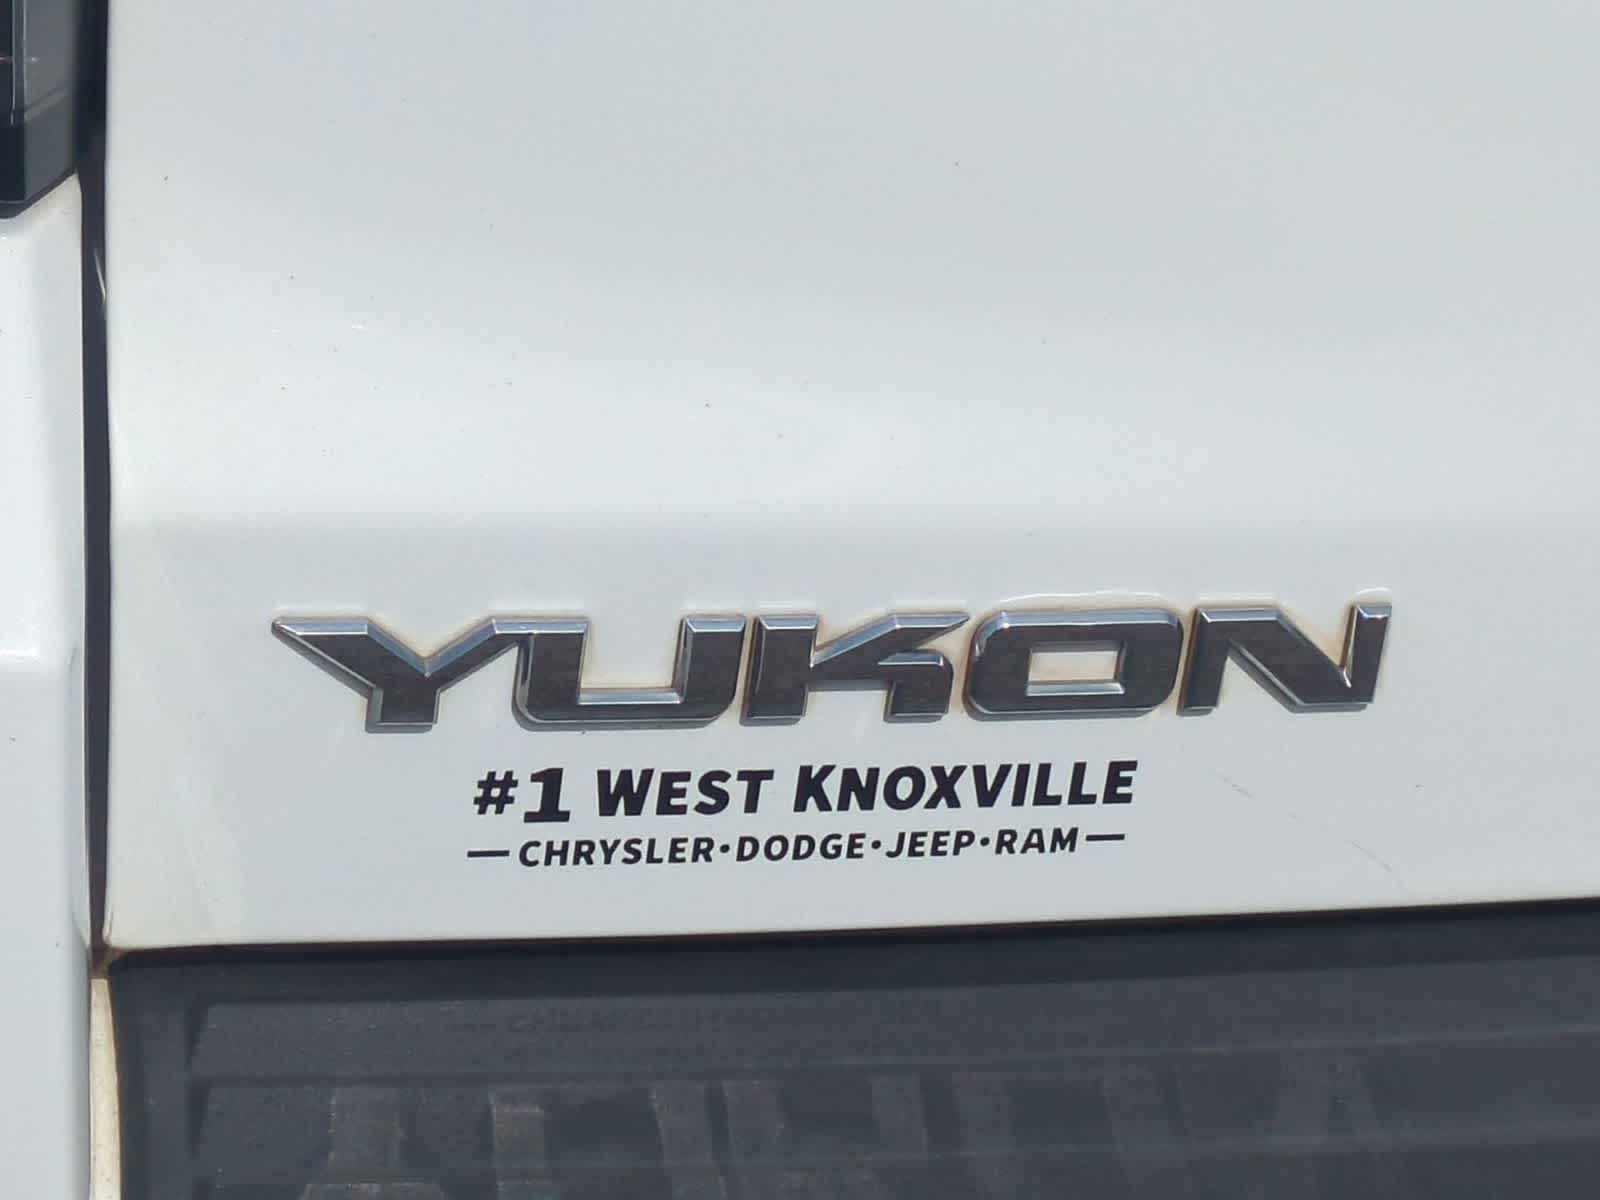 YUKON
#1 WEST KNOXVILLE
—CHRYSLER•DODGE•JEEP•RAM—